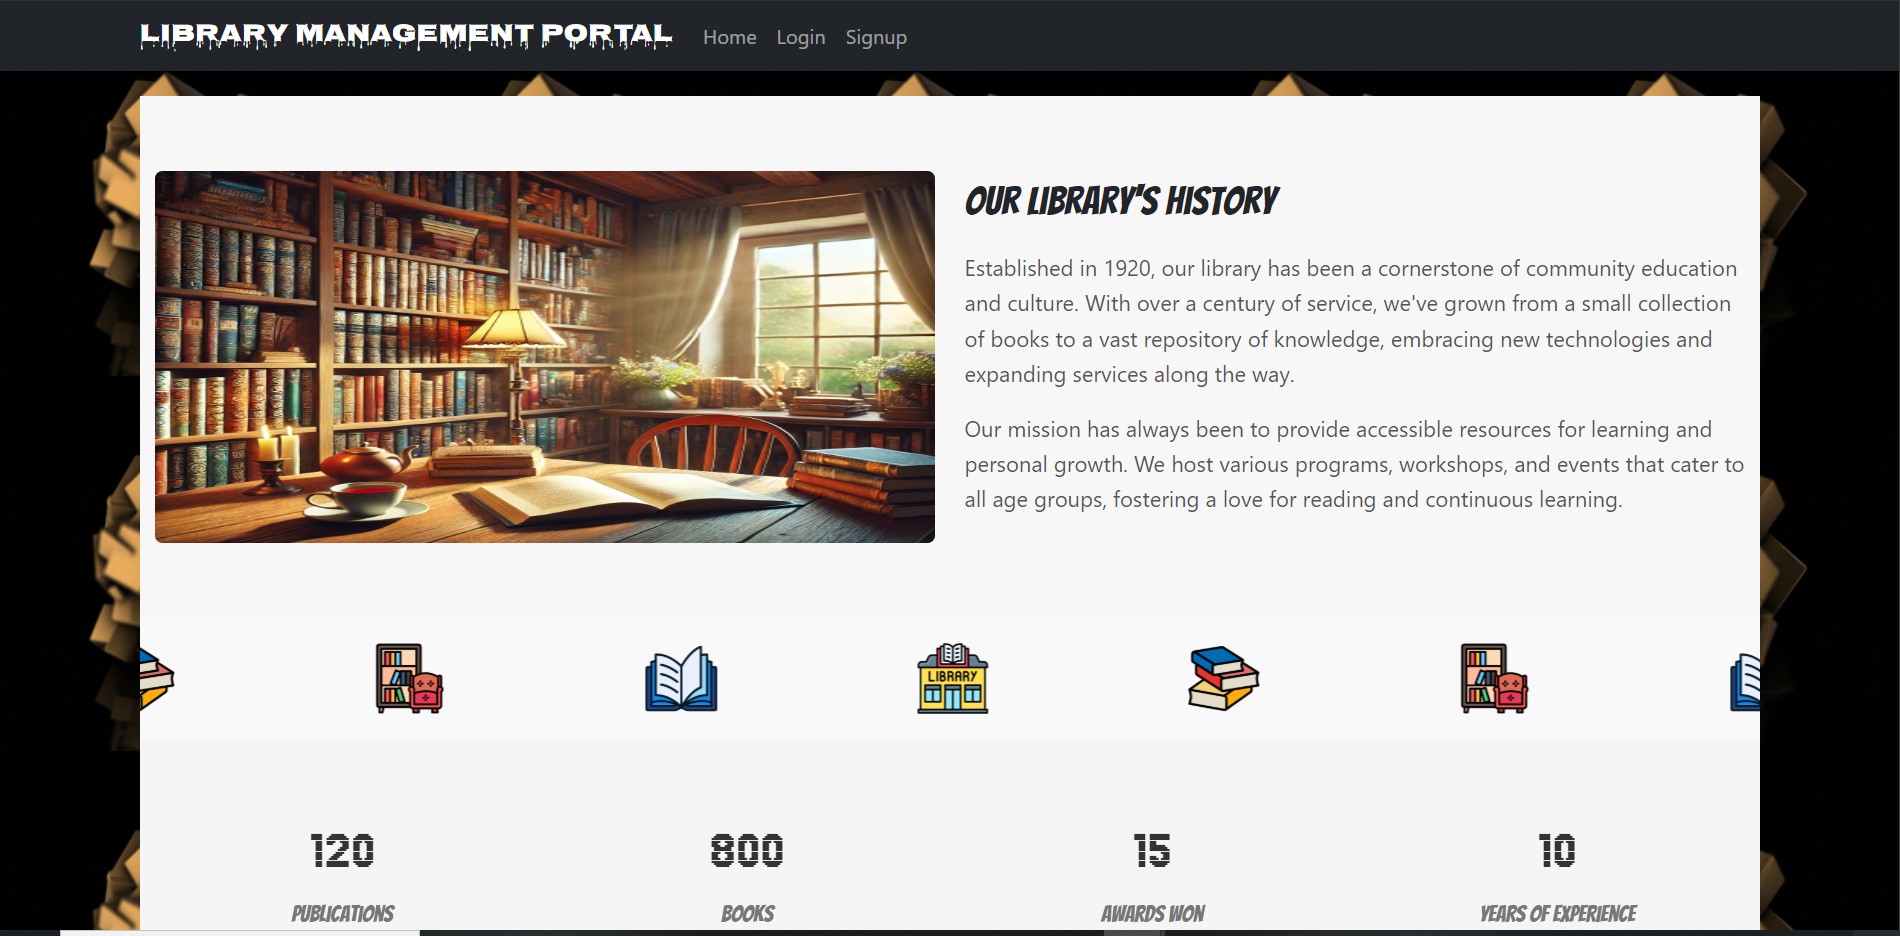 LIBRARY MANAGEMENT PORTAL Home Login Signup
OUR LIBRARY'S HISTORY
Established in 1920, our library has been a cornerstone of community education
and culture. With over a century of service, we've grown from a small collection
of books to a vast repository of knowledge, embracing new technologies and
expanding services along the way.
Our mission has always been to provide accessible resources for learning and
personal growth. We host various programs, workshops, and events that cater to
all age groups, fostering a love for reading and continuous learning.
LIBRARY
120 800 15 10
PUBLICATIONS BOOKS AWARDS WON YEARS OF EXPERIENCE